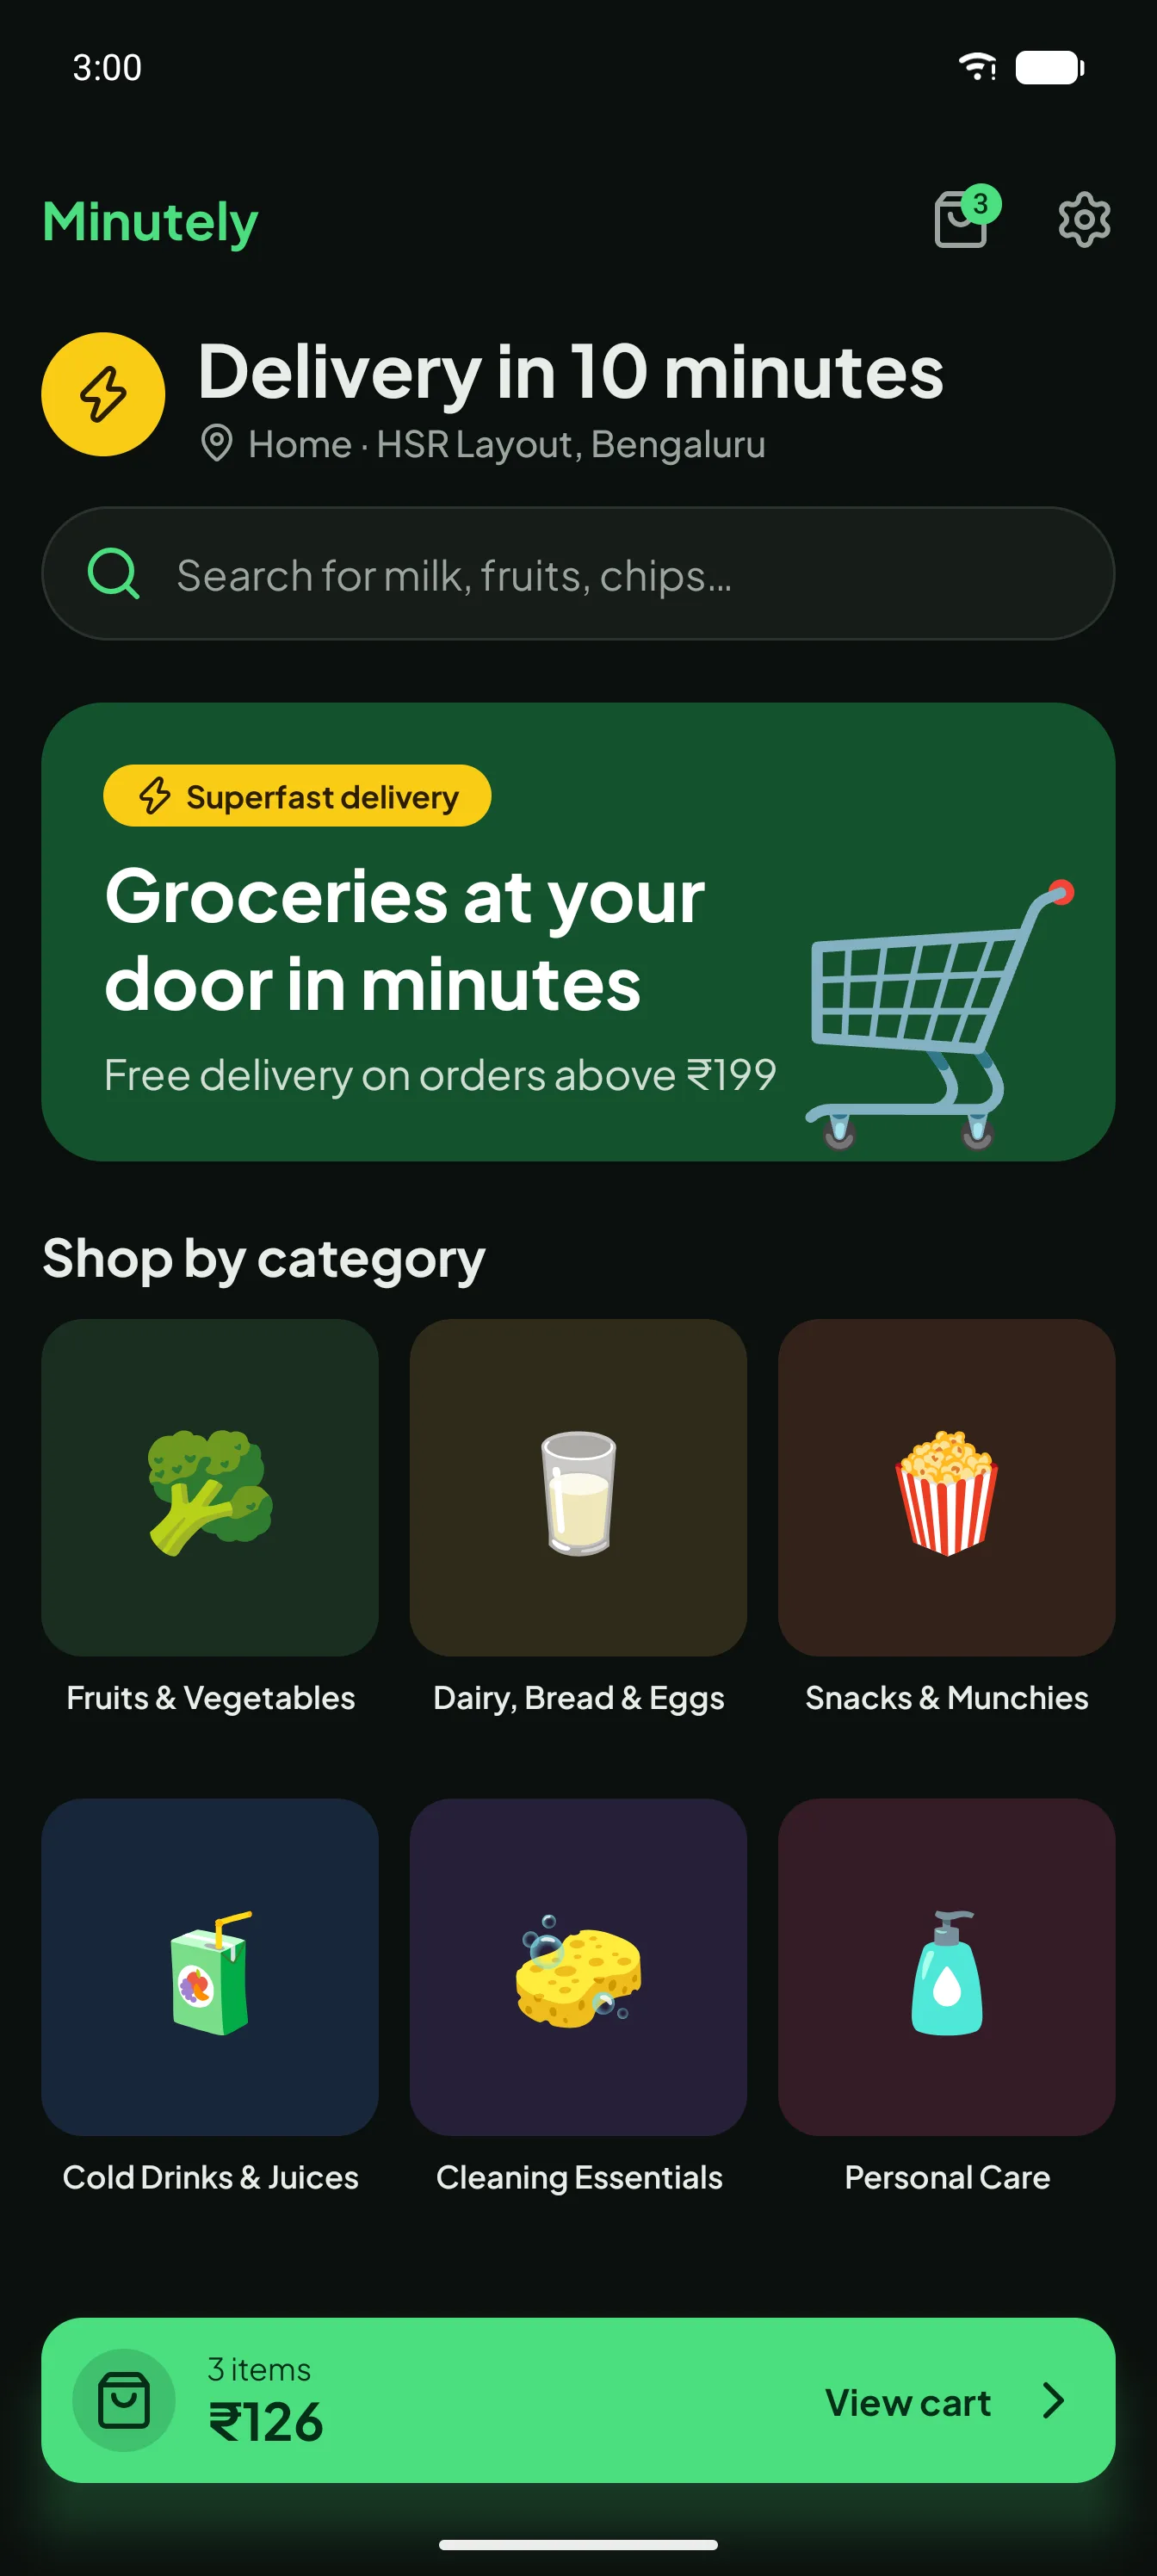 3:00
Minutely
3
Delivery in 10 minutes
Home · HSR Layout, Bengaluru
Search for milk, fruits, chips...
Superfast delivery
Groceries at your
door in minutes
Free delivery on orders above ₹199
Shop by category
Fruits & Vegetables
Dairy, Bread & Eggs
Snacks & Munchies
Cold Drinks & Juices
Cleaning Essentials
Personal Care
3 items
₹126
View cart